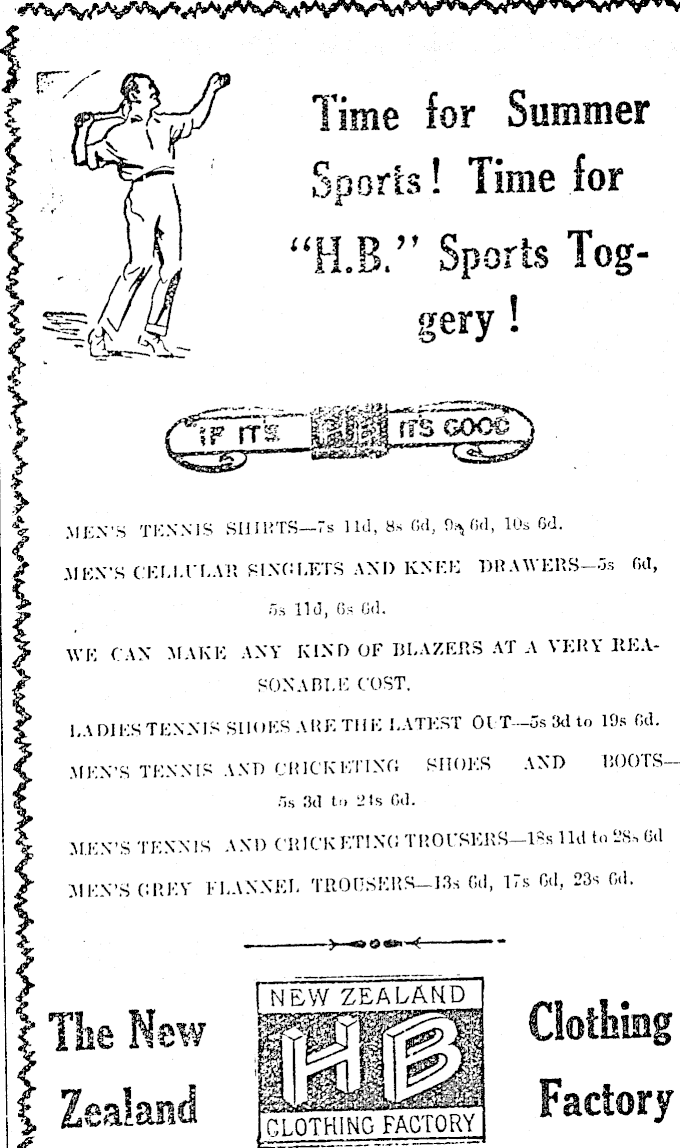 Time for Summer
Sports! Time for
"H.B." Sports Tog-
gery!
IF IT'S H.B. IT'S GOOD
MEN'S TENNIS SHIRTS—7s 11d, 8s 6d, 9s 6d, 10s 6d.
MEN'S CELLULAR SINGLETS AND KNEE DRAWERS—5s 6d,
5s 11d, 6s 6d.
WE CAN MAKE ANY KIND OF BLAZERS AT A VERY REA-
SONABLE COST.
LADIES TENNIS SHOES ARE THE LATEST OUT—5s 3d to 19s 6d.
MEN'S TENNIS AND CRICKETING SHOES AND BOOTS—
5s 3d to 24s 6d.
MEN'S TENNIS AND CRICKETING TROUSERS—18s 11d to 28s 6d
MEN'S GREY FLANNEL TROUSERS—13s 6d, 17s 6d, 23s 6d.
The New
Zealand
NEW ZEALAND
HB
CLOTHING FACTORY
Clothing
Factory